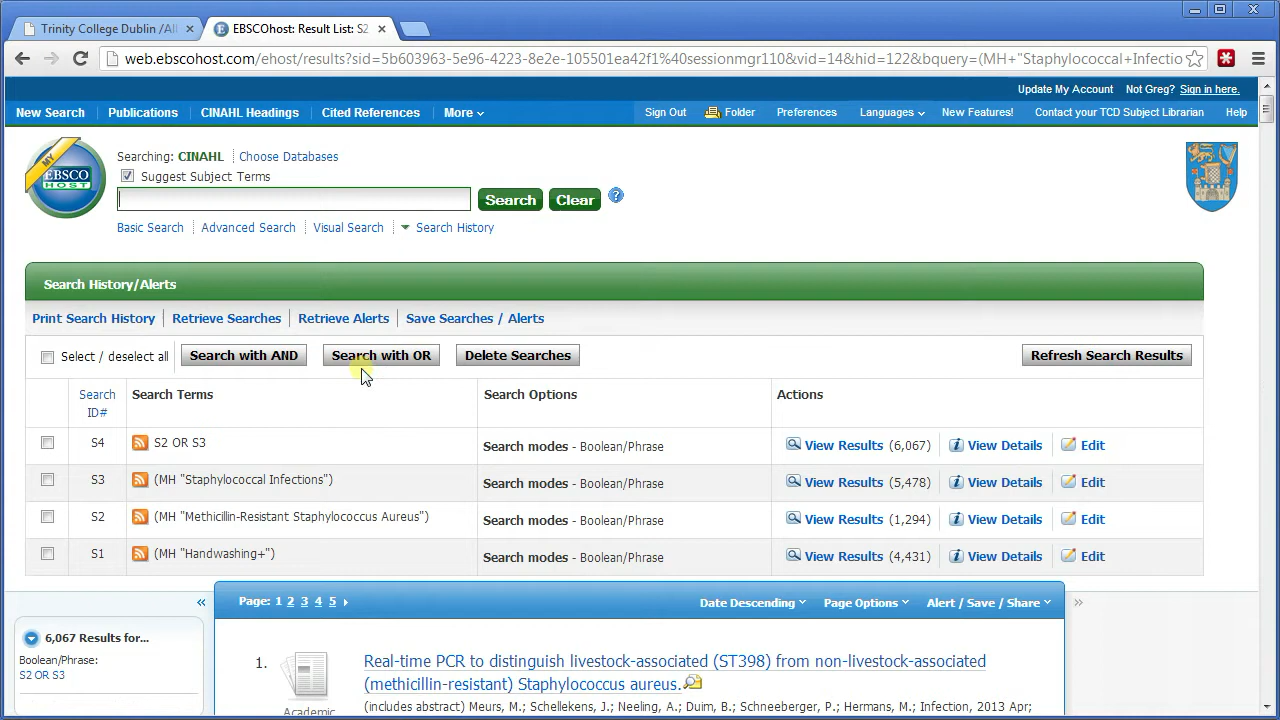 Trinity College Dublin /All
EBSCOhost: Result List: S2
web.ebscohost.com/ehost/results?sid=5b603963-5e96-4223-8e2e-105501ea42f1%40sessionmgr110&vid=14&hid=122&bquery=(MH+"Staphylococcal+Infectio
Update My Account Not Greg? Sign in here.
New Search Publications CINAHL Headings Cited References More Sign Out Folder Preferences Languages New Features! Contact your TCD Subject Librarian Help
MY EBSCO HOST
Searching: CINAHL Choose Databases
Suggest Subject Terms
Search Clear ?
Basic Search Advanced Search Visual Search Search History
Search History/Alerts
Print Search History Retrieve Searches Retrieve Alerts Save Searches / Alerts
Select / deselect all Search with AND Search with OR Delete Searches Refresh Search Results
Search ID# Search Terms Search Options Actions
S4 S2 OR S3 Search modes - Boolean/Phrase View Results (6,067) View Details Edit
S3 (MH "Staphylococcal Infections") Search modes - Boolean/Phrase View Results (5,478) View Details Edit
S2 (MH "Methicillin-Resistant Staphylococcus Aureus") Search modes - Boolean/Phrase View Results (1,294) View Details Edit
S1 (MH "Handwashing+") Search modes - Boolean/Phrase View Results (4,431) View Details Edit
« Page: 1 2 3 4 5 Date Descending Page Options Alert / Save / Share »
6,067 Results for...
Boolean/Phrase:
S2 OR S3
1. Real-time PCR to distinguish livestock-associated (ST398) from non-livestock-associated
(methicillin-resistant) Staphylococcus aureus.
(includes abstract) Meurs, M.; Schellekens, J.; Neeling, A.; Duim, B.; Schneeberger, P.; Hermans, M.; Infection, 2013 Apr;
Academic